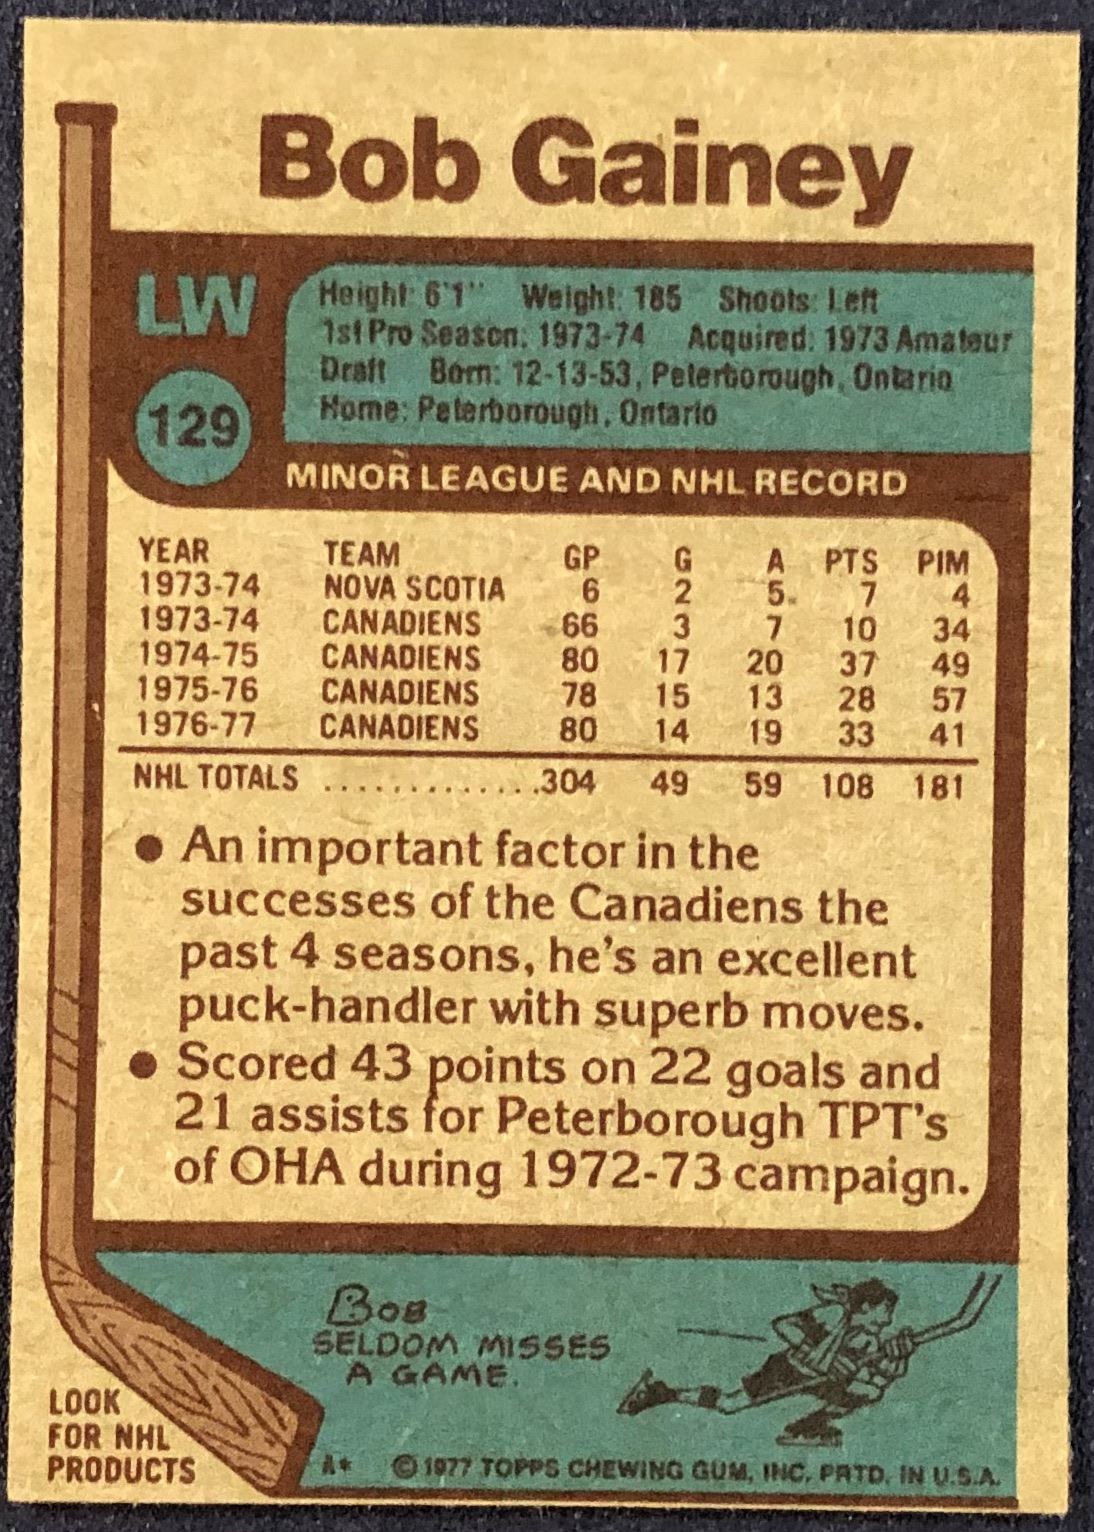 Bob Gainey
LW
129
Height: 6'1" Weight: 185 Shoots: Left
1st Pro Season: 1973-74 Acquired: 1973 Amateur
Draft Born: 12-13-53, Peterborough, Ontario
Home: Peterborough, Ontario
MINOR LEAGUE AND NHL RECORD
YEAR TEAM GP G A PTS PIM
1973-74 NOVA SCOTIA 6 2 5 7 4
1973-74 CANADIENS 66 3 7 10 34
1974-75 CANADIENS 80 17 20 37 49
1975-76 CANADIENS 78 15 13 28 57
1976-77 CANADIENS 80 14 19 33 41
NHL TOTALS .............304 49 59 108 181
● An important factor in the
successes of the Canadiens the
past 4 seasons, he's an excellent
puck-handler with superb moves.
● Scored 43 points on 22 goals and
21 assists for Peterborough TPT's
of OHA during 1972-73 campaign.
BOB
SELDOM MISSES
A GAME.
LOOK
FOR NHL
PRODUCTS
A* ©1977 TOPPS CHEWING GUM, INC. PRTD. IN U.S.A.